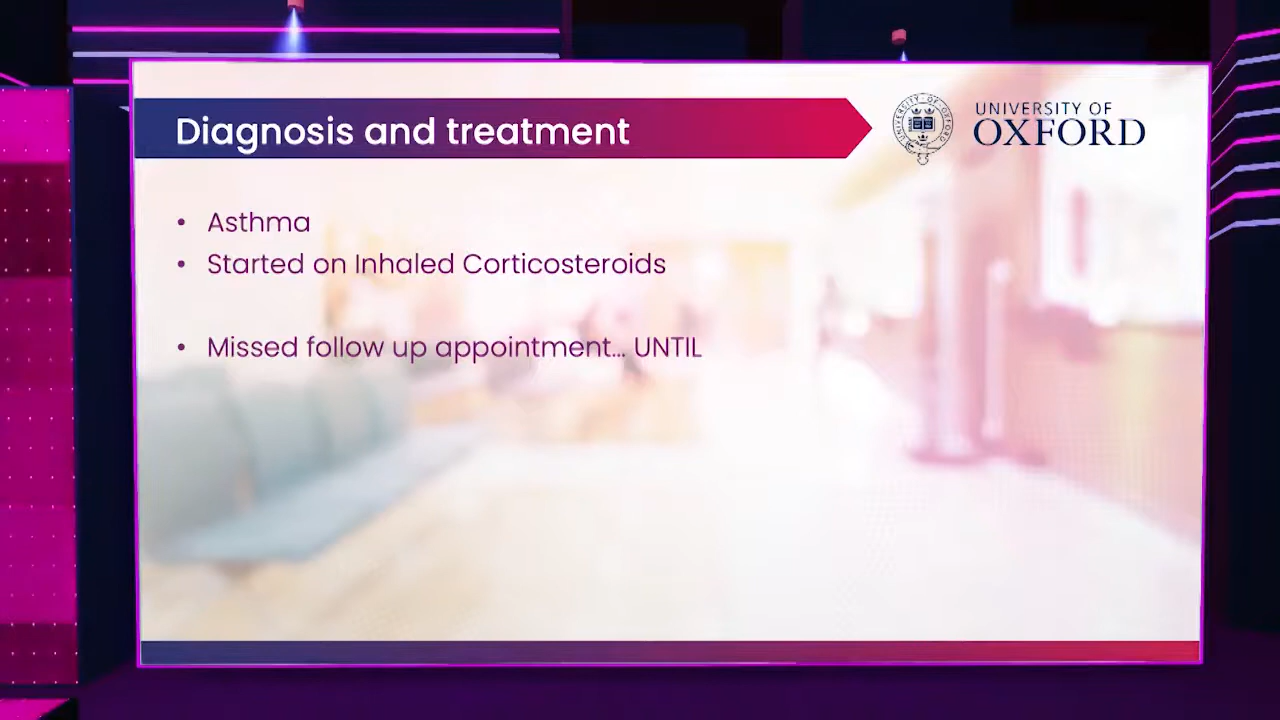 Diagnosis and treatment
UNIVERSITY OF
OXFORD
• Asthma
• Started on Inhaled Corticosteroids
• Missed follow up appointment... UNTIL